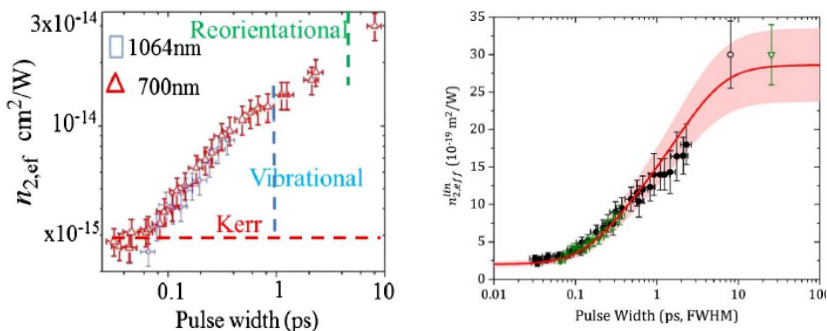 3x10⁻¹⁴
Reorientational
1064nm
700nm
10⁻¹⁴
n₂,ef cm²/W
Vibrational
Kerr
x10⁻¹⁵
0.1
1
10
Pulse width (ps)
35
30
25
20
15
10
5
0
n₂,eff^lin (10⁻¹⁹ m²/W)
0.01
0.1
1
10
100
Pulse Width (ps, FWHM)